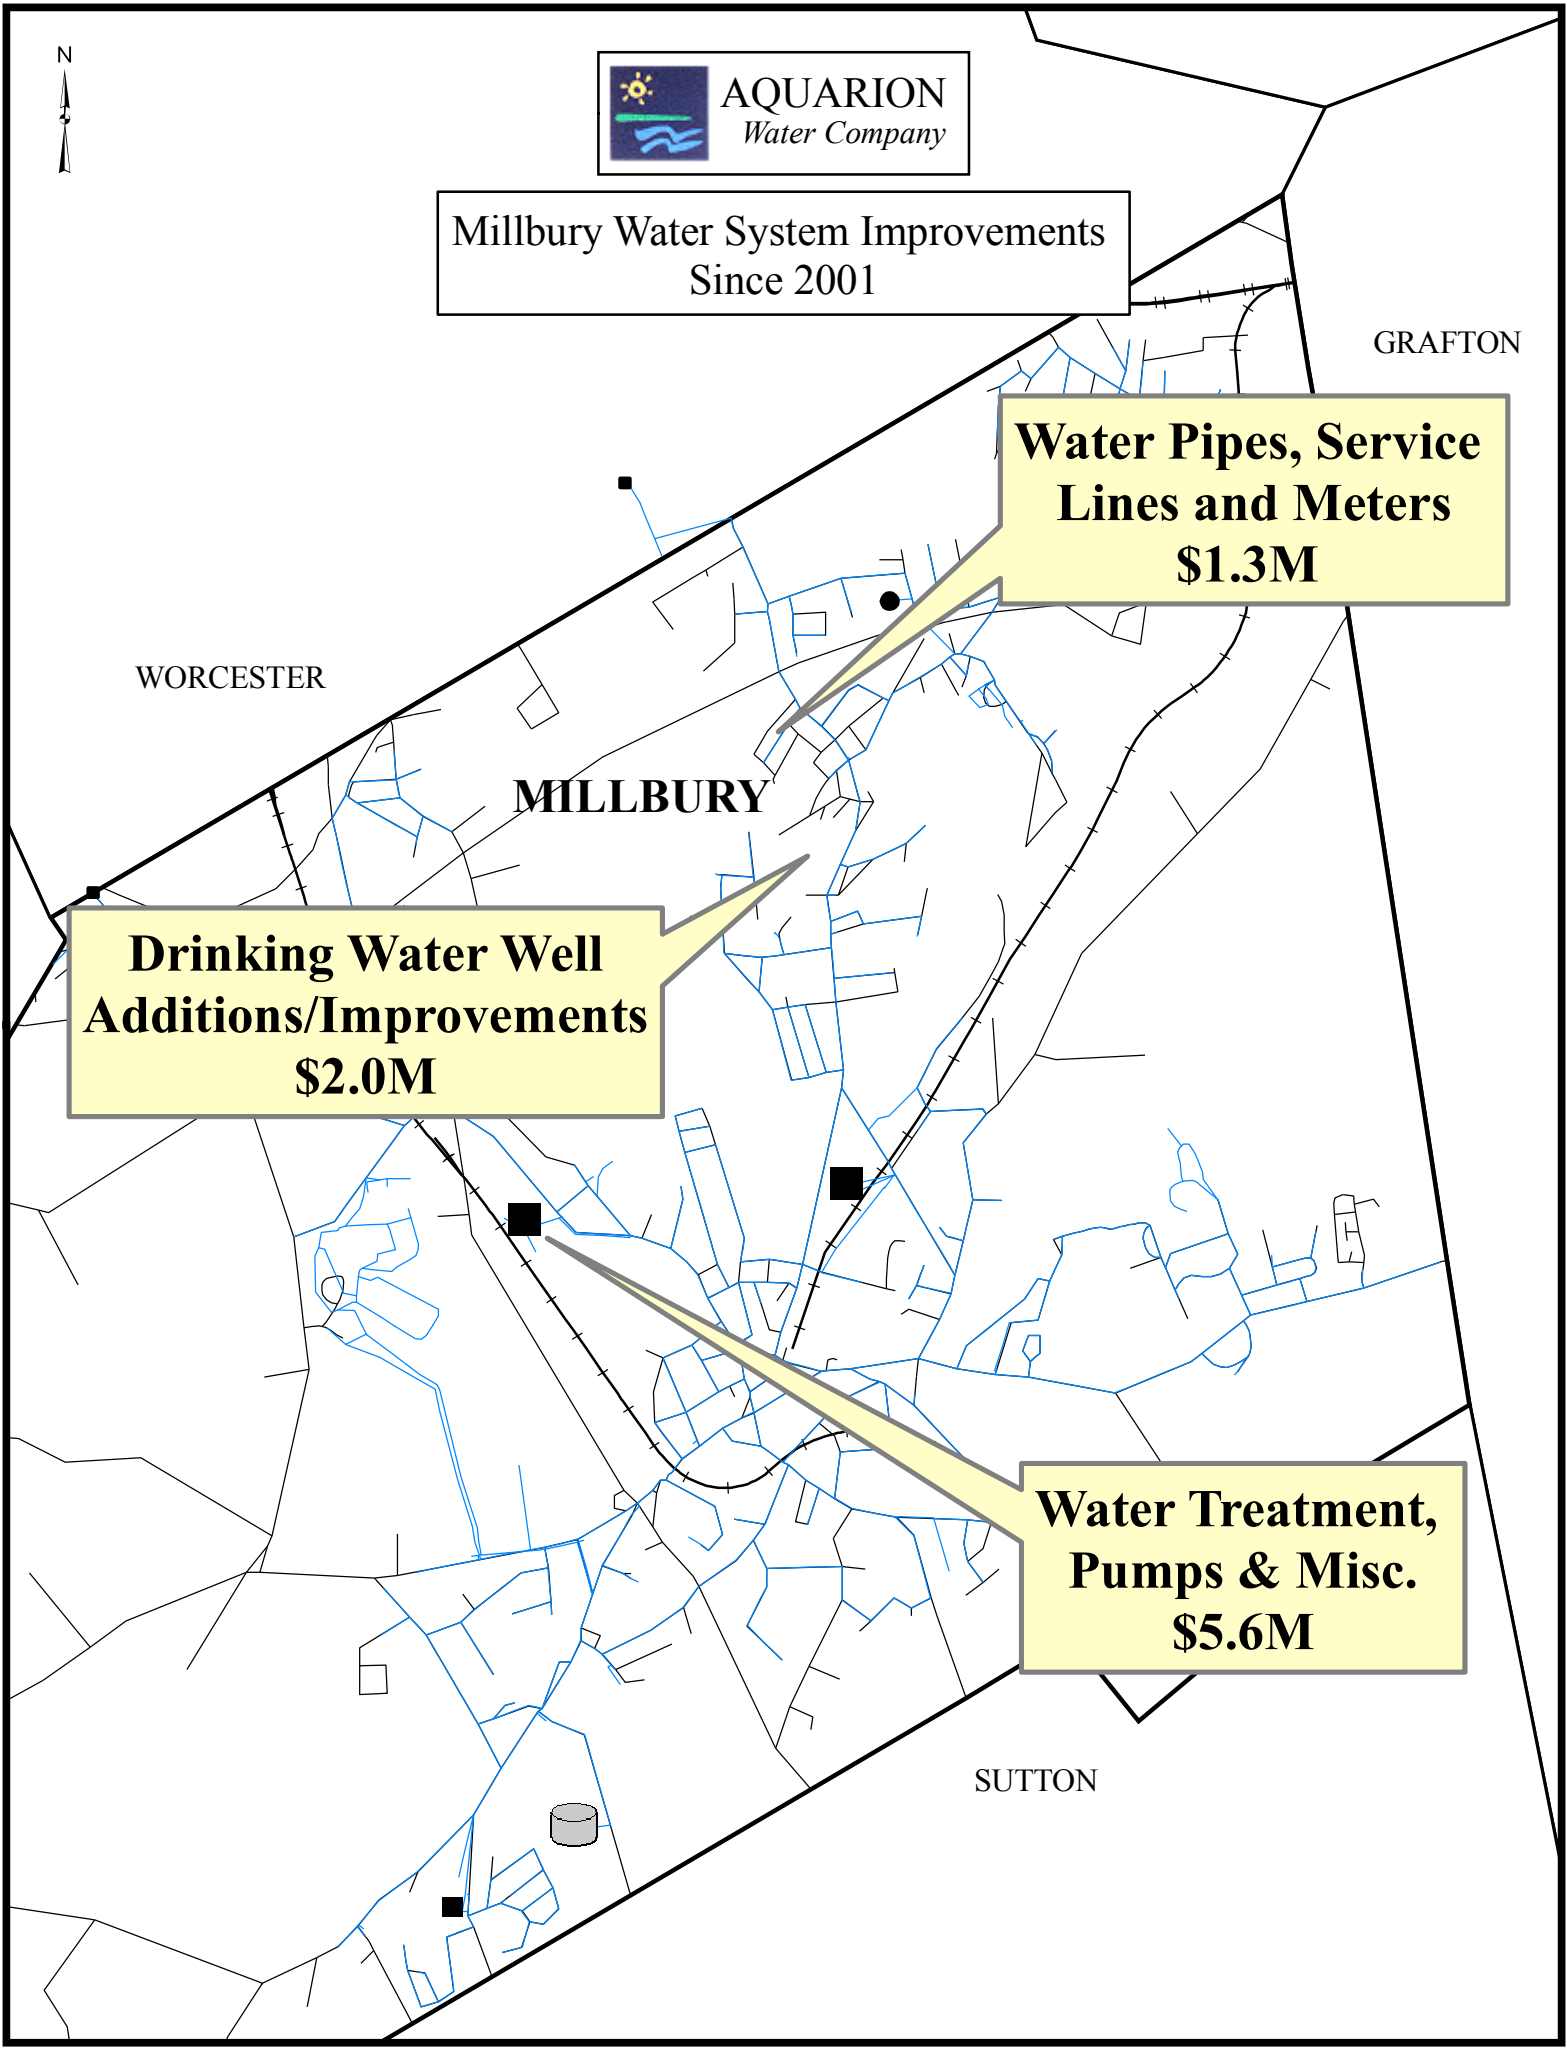 N
AQUARION
Water Company
Millbury Water System Improvements
Since 2001
GRAFTON
Water Pipes, Service
Lines and Meters
$1.3M
WORCESTER
MILLBURY
Drinking Water Well
Additions/Improvements
$2.0M
Water Treatment,
Pumps & Misc.
$5.6M
SUTTON